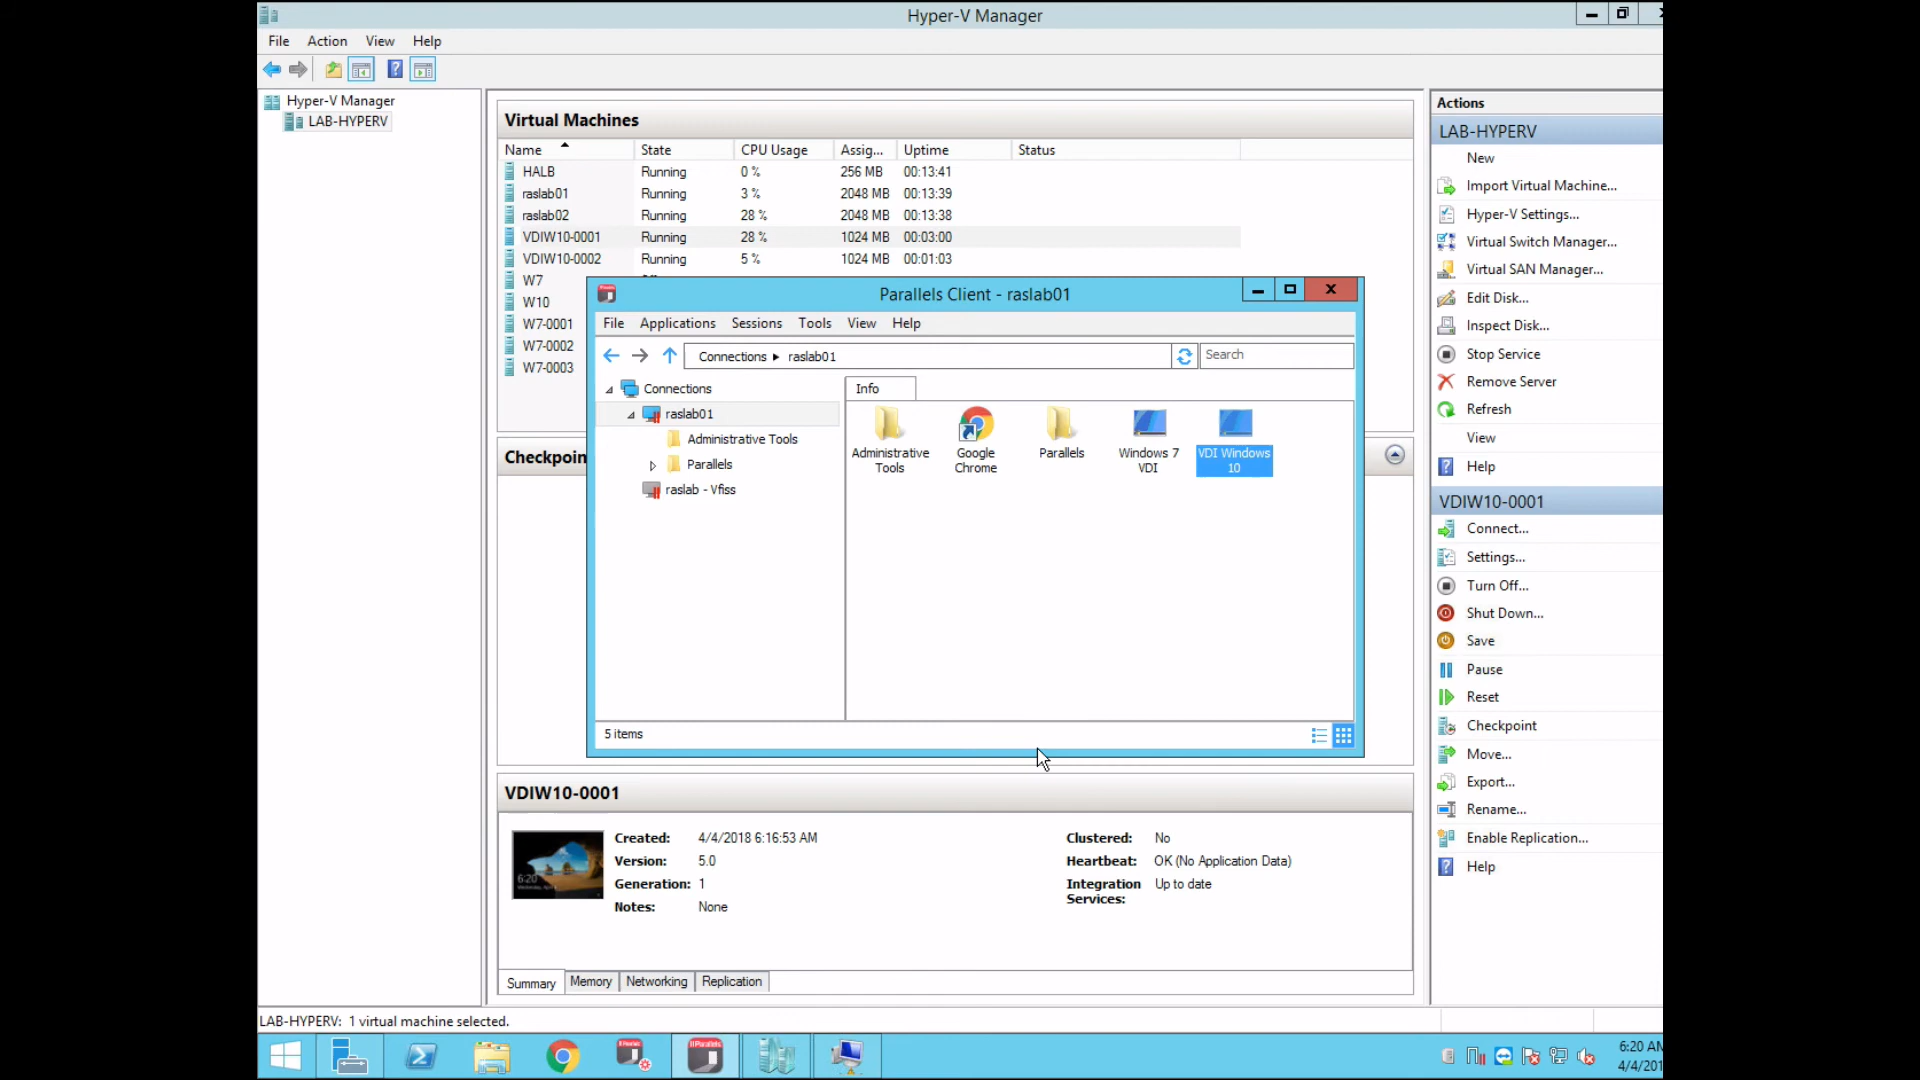 Hyper-V Manager
File Action View Help
Hyper-V Manager
LAB-HYPERV
Virtual Machines
Name State CPU Usage Assig... Uptime Status
HALB Running 0 % 256 MB 00:13:41
raslab01 Running 3 % 2048 MB 00:13:39
raslab02 Running 28 % 2048 MB 00:13:38
VDIW10-0001 Running 28 % 1024 MB 00:03:00
VDIW10-0002 Running 5 % 1024 MB 00:01:03
W7
W10
W7-0001
W7-0002
W7-0003
Parallels Client - raslab01
File Applications Sessions Tools View Help
Connections raslab01
Search
Connections
raslab01
Administrative Tools
Parallels
raslab - Vfiss
Info
Administrative
Tools
Google
Chrome
Parallels
Windows 7
VDI
VDI Windows
10
5 items
VDIW10-0001
6:20
Created: 4/4/2018 6:16:53 AM
Version: 5.0
Generation: 1
Notes: None
Clustered: No
Heartbeat: OK (No Application Data)
Integration Up to date
Services:
Summary Memory Networking Replication
Actions
LAB-HYPERV
New
Import Virtual Machine...
Hyper-V Settings...
Virtual Switch Manager...
Virtual SAN Manager...
Edit Disk...
Inspect Disk...
Stop Service
Remove Server
Refresh
View
Help
VDIW10-0001
Connect...
Settings...
Turn Off...
Shut Down...
Save
Pause
Reset
Checkpoint
Move...
Export...
Rename...
Enable Replication...
Help
LAB-HYPERV: 1 virtual machine selected.
Parallels
6:20 AM
4/4/201